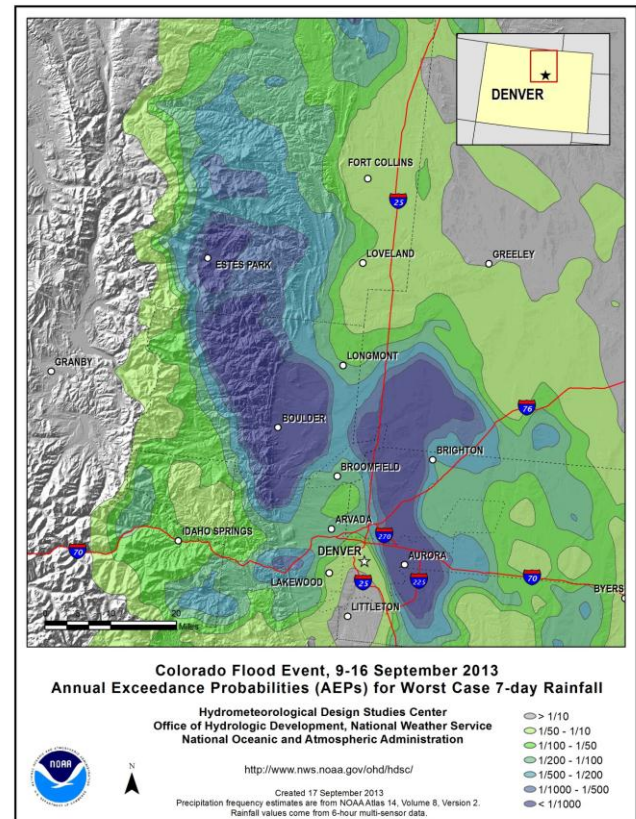 DENVER
FORT COLLINS
25
ESTES PARK
LOVELAND
GREELEY
GRANBY
LONGMONT
76
BOULDER
BRIGHTON
BROOMFIELD
ARVADA
IDAHO SPRINGS
270
70
DENVER
AURORA
LAKEWOOD
25
225
70
BYERS
LITTLETON
0 5 10 20
Miles
Colorado Flood Event, 9-16 September 2013
Annual Exceedance Probabilities (AEPs) for Worst Case 7-day Rainfall
Hydrometeorological Design Studies Center
Office of Hydrologic Development, National Weather Service
National Oceanic and Atmospheric Administration
http://www.nws.noaa.gov/ohd/hdsc/
Created 17 September 2013
Precipitation frequency estimates are from NOAA Atlas 14, Volume 8, Version 2.
Rainfall values come from 6-hour multi-sensor data.
NOAA
N
> 1/10
1/50 - 1/10
1/100 - 1/50
1/200 - 1/100
1/500 - 1/200
1/1000 - 1/500
< 1/1000